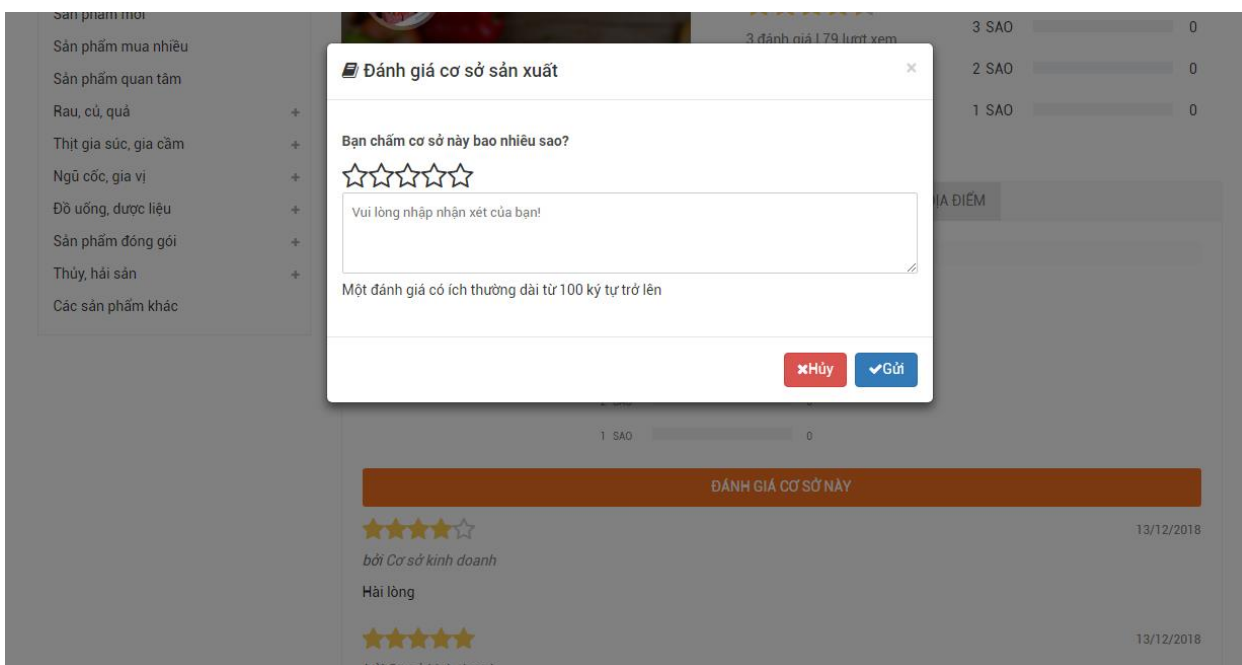 Sản phẩm mới
Sản phẩm mua nhiều
Sản phẩm quan tâm
Rau, củ, quả
Thịt gia súc, gia cầm
Ngũ cốc, gia vị
Đồ uống, dược liệu
Sản phẩm đóng gói
Thủy, hải sản
Các sản phẩm khác
3 đánh giá | 79 lượt xem
3 SAO 0
2 SAO 0
1 SAO 0
Đánh giá cơ sở sản xuất
×
Bạn chấm cơ sở này bao nhiêu sao?
Vui lòng nhập nhận xét của bạn!
Một đánh giá có ích thường dài từ 100 ký tự trở lên
Hủy
Gửi
ĐỊA ĐIỂM
1 SAO 0
ĐÁNH GIÁ CƠ SỞ NÀY
13/12/2018
bởi Cơ sở kinh doanh
Hài lòng
13/12/2018